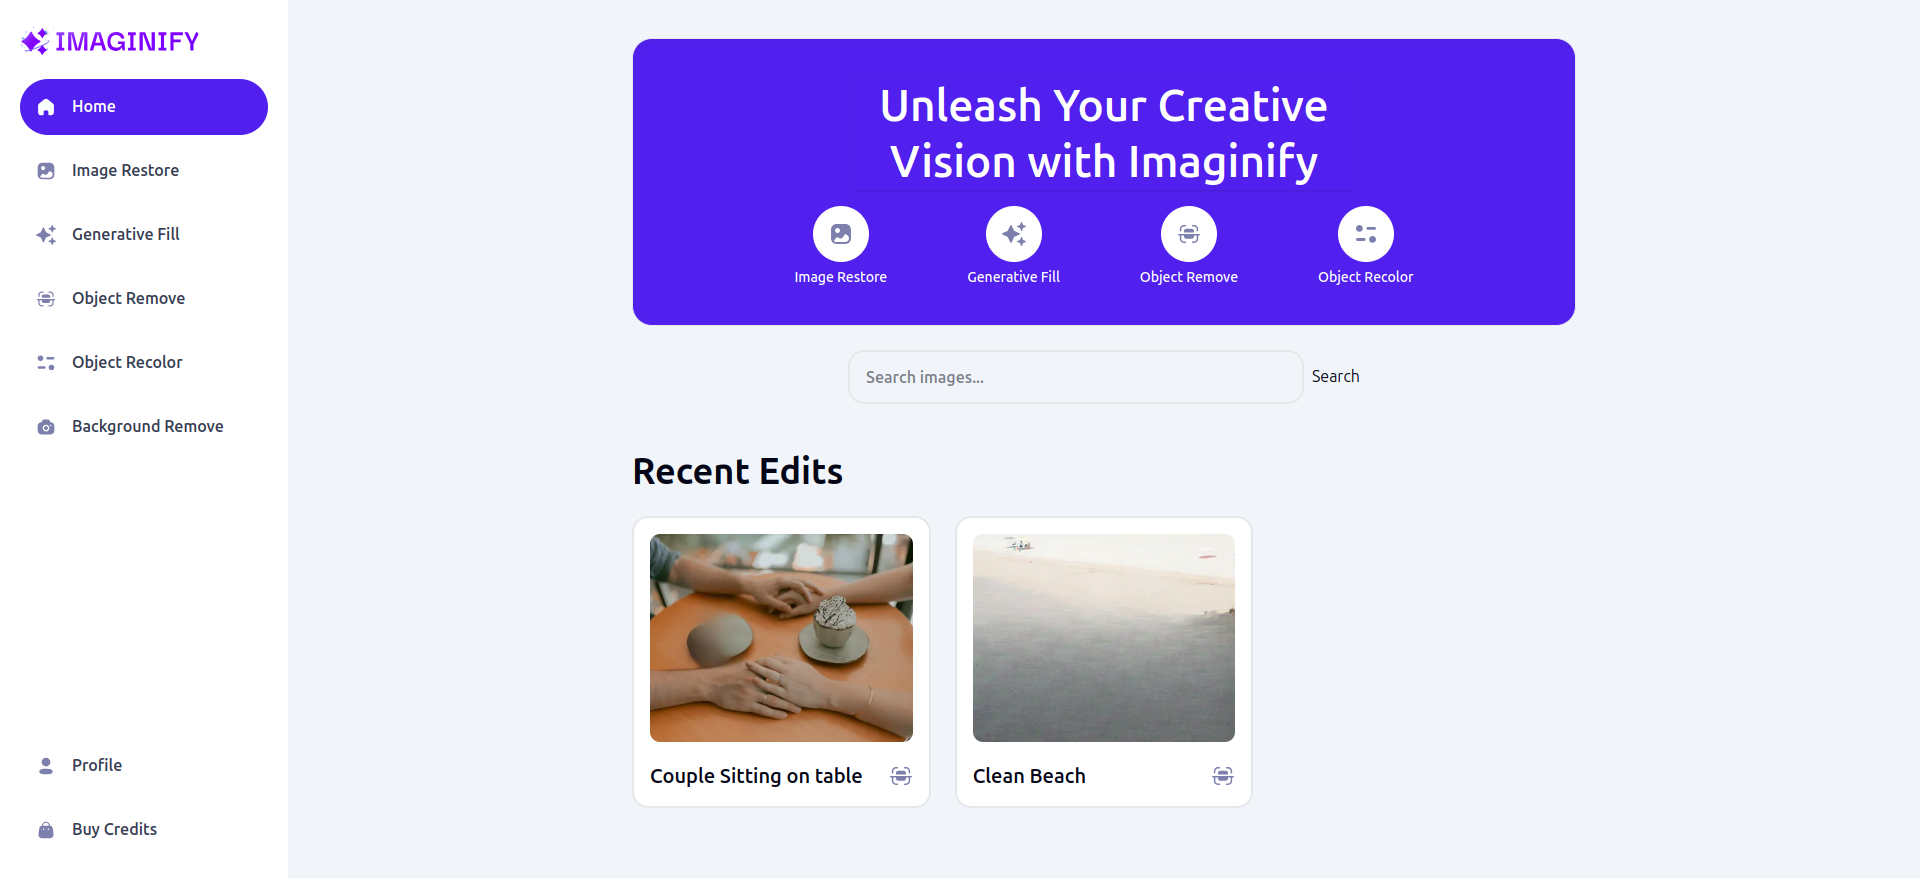 IMAGINIFY
Home
Image Restore
Generative Fill
Object Remove
Object Recolor
Background Remove
Profile
Buy Credits
Unleash Your Creative
Vision with Imaginify
Image Restore
Generative Fill
Object Remove
Object Recolor
Search images...
Search
Recent Edits
Couple Sitting on table
Clean Beach